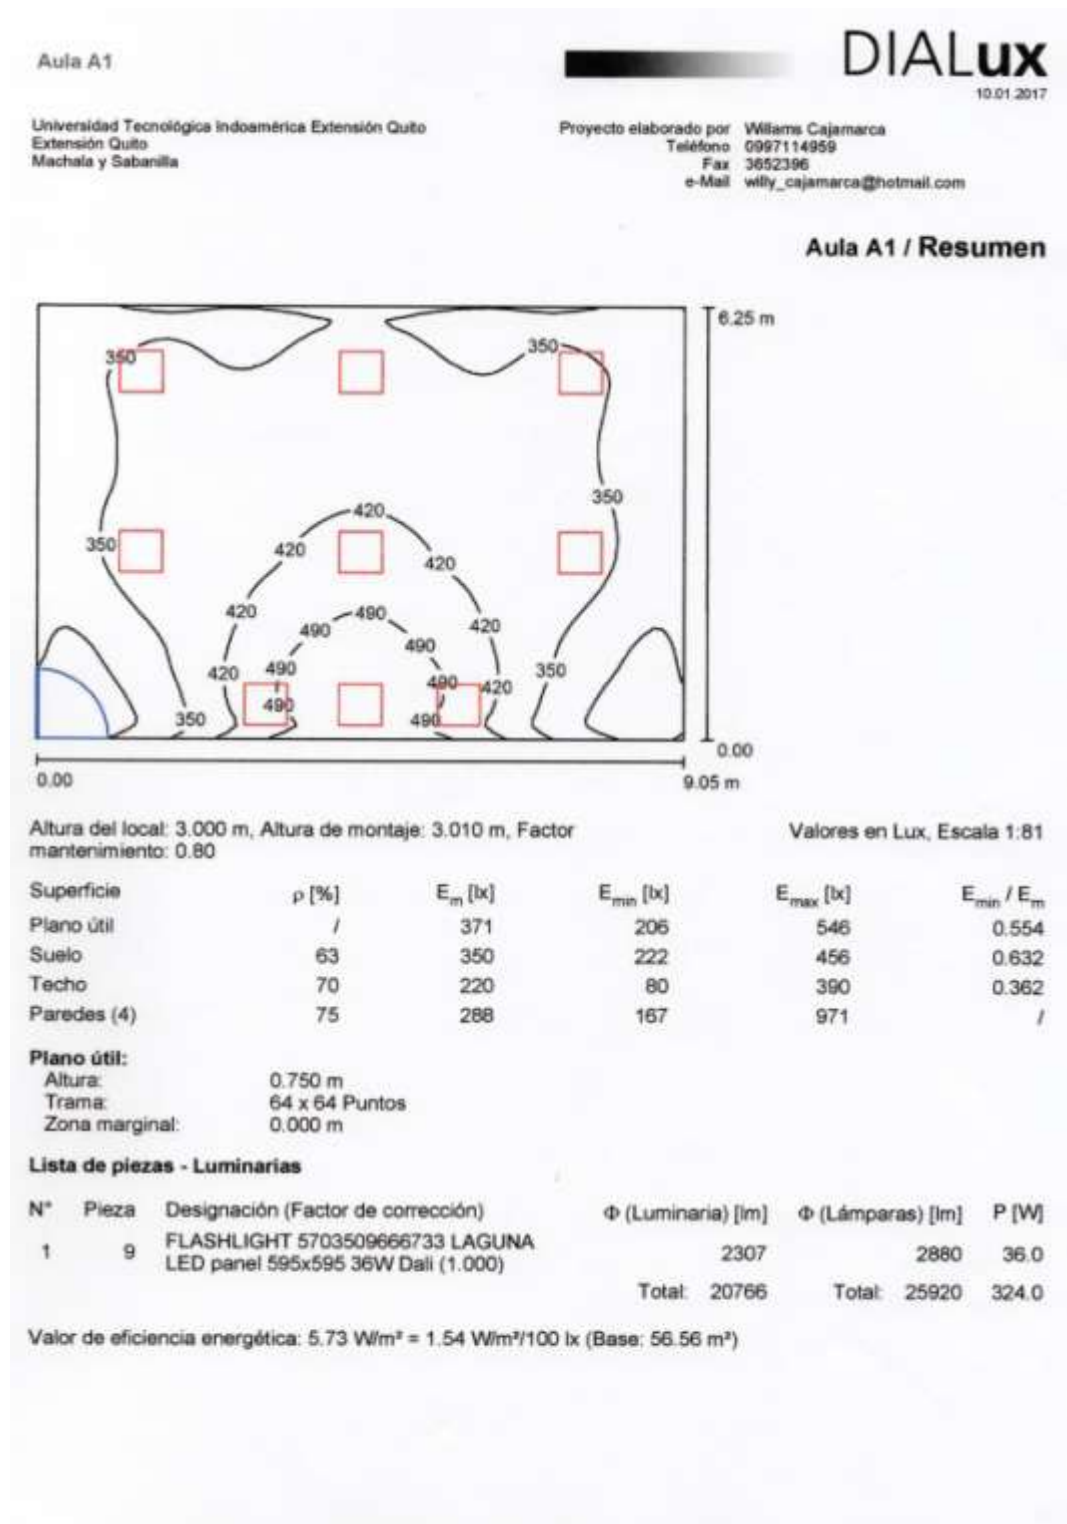 Aula A1
DIALux
10.01.2017
Universidad Tecnológica Indoamérica Extensión Quito
Extensión Quito
Machala y Sabanilla
Proyecto elaborado por Willams Cajamarca
Teléfono 0997114959
Fax 3652396
e-Mail willy_cajamarca@hotmail.com
Aula A1 / Resumen
6.25 m
350
350
350
350
420
420
420
420
420
490
490
490
490
420
490
420
350
490
490
350
0.00
0.00
9.05 m
Altura del local: 3.000 m, Altura de montaje: 3.010 m, Factor
mantenimiento: 0.80
Valores en Lux, Escala 1:81
Superficie ρ [%] Em [lx] Emin [lx] Emax [lx] Emin / Em
Plano útil / 371 206 546 0.554
Suelo 63 350 222 456 0.632
Techo 70 220 80 390 0.362
Paredes (4) 75 288 167 971 /
Plano útil:
Altura: 0.750 m
Trama: 64 x 64 Puntos
Zona marginal: 0.000 m
Lista de piezas - Luminarias
N° Pieza Designación (Factor de corrección) Φ (Luminaria) [lm] Φ (Lámparas) [lm] P [W]
1 9 FLASHLIGHT 5703509666733 LAGUNA
LED panel 595x595 36W Dali (1.000) 2307 2880 36.0
Total: 20766 Total: 25920 324.0
Valor de eficiencia energética: 5.73 W/m² = 1.54 W/m²/100 lx (Base: 56.56 m²)